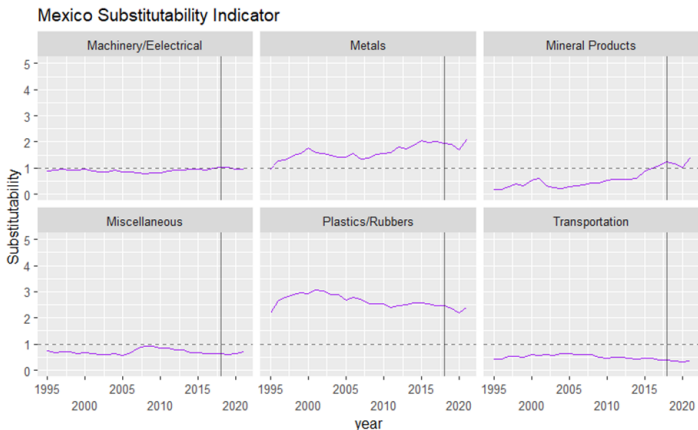 Mexico Substitutability Indicator
Machinery/Eelectrical
Metals
Mineral Products
5
4
3
2
1
0
Miscellaneous
Plastics/Rubbers
Transportation
5
4
3
2
1
0
Substitutability
1995 2005 2015 1995 2005 2015 1995 2005 2015
2000 2010 2020 2000 2010 2020 2000 2010 2020
year